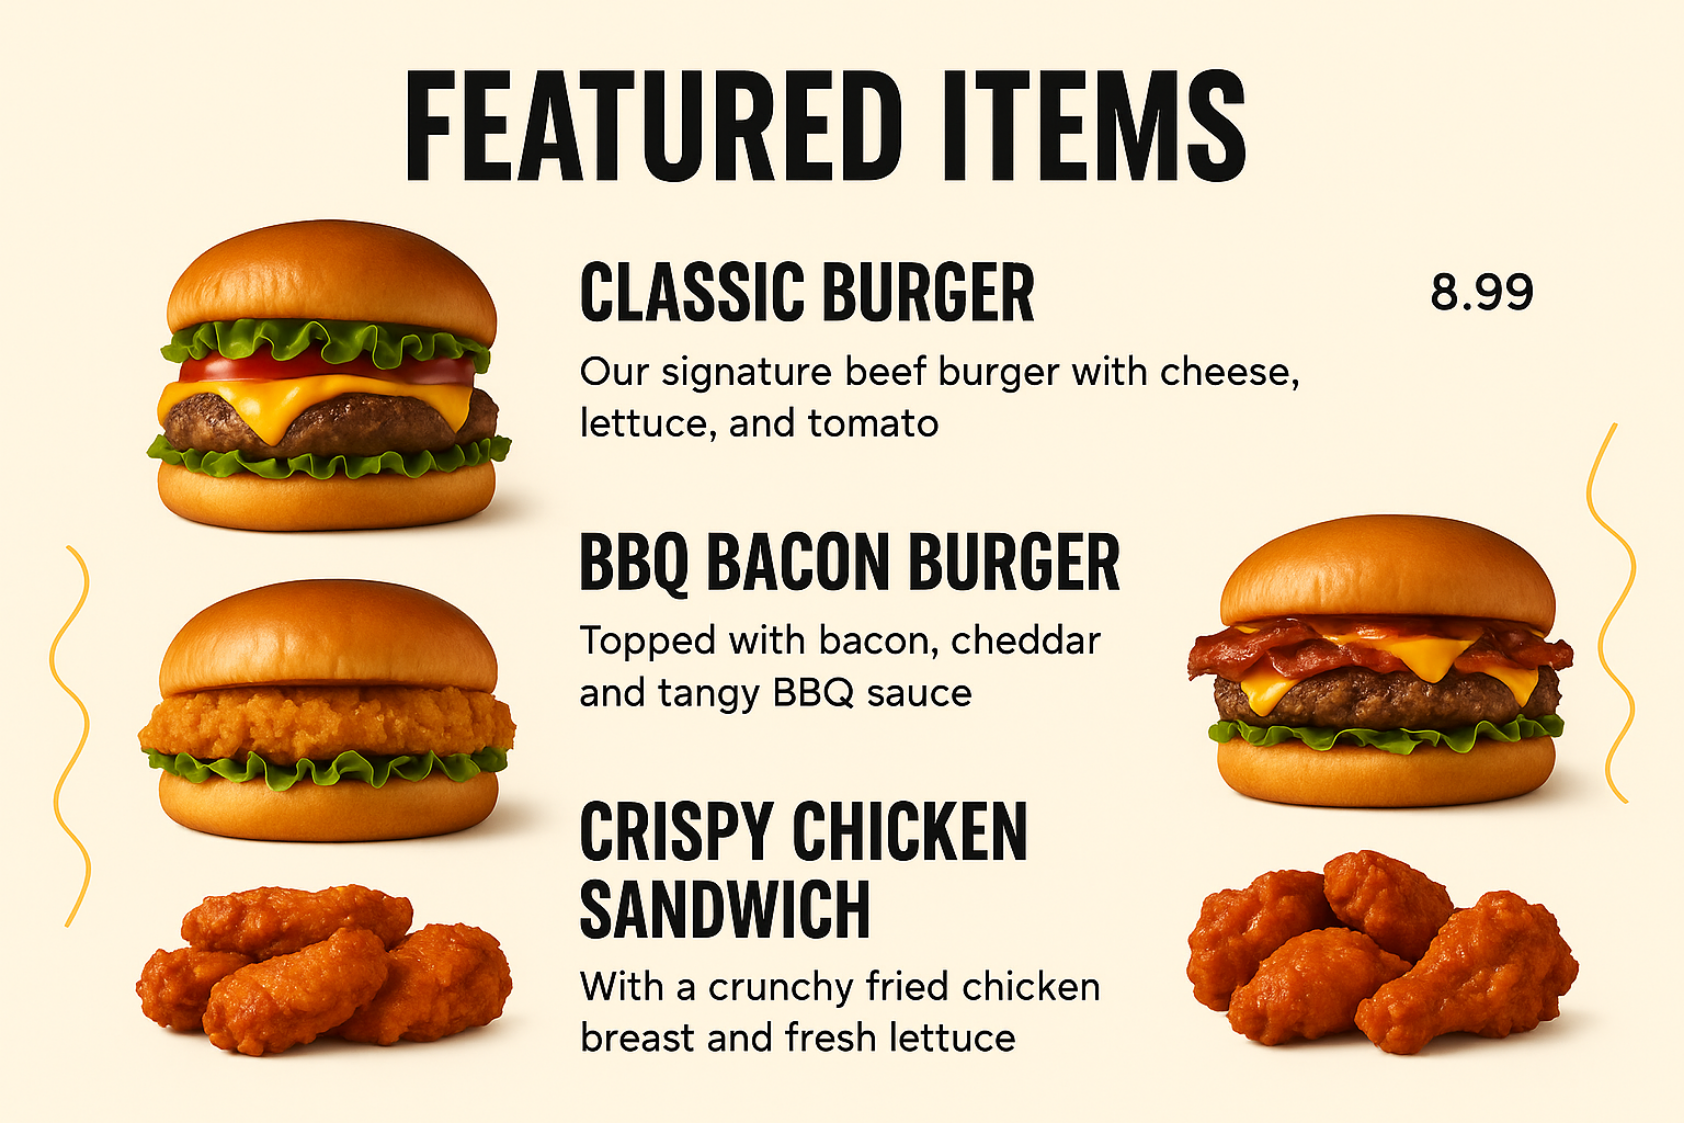 FEATURED ITEMS
CLASSIC BURGER 8.99
Our signature beef burger with cheese,
lettuce, and tomato
BBQ BACON BURGER
Topped with bacon, cheddar
and tangy BBQ sauce
CRISPY CHICKEN
SANDWICH
With a crunchy fried chicken
breast and fresh lettuce